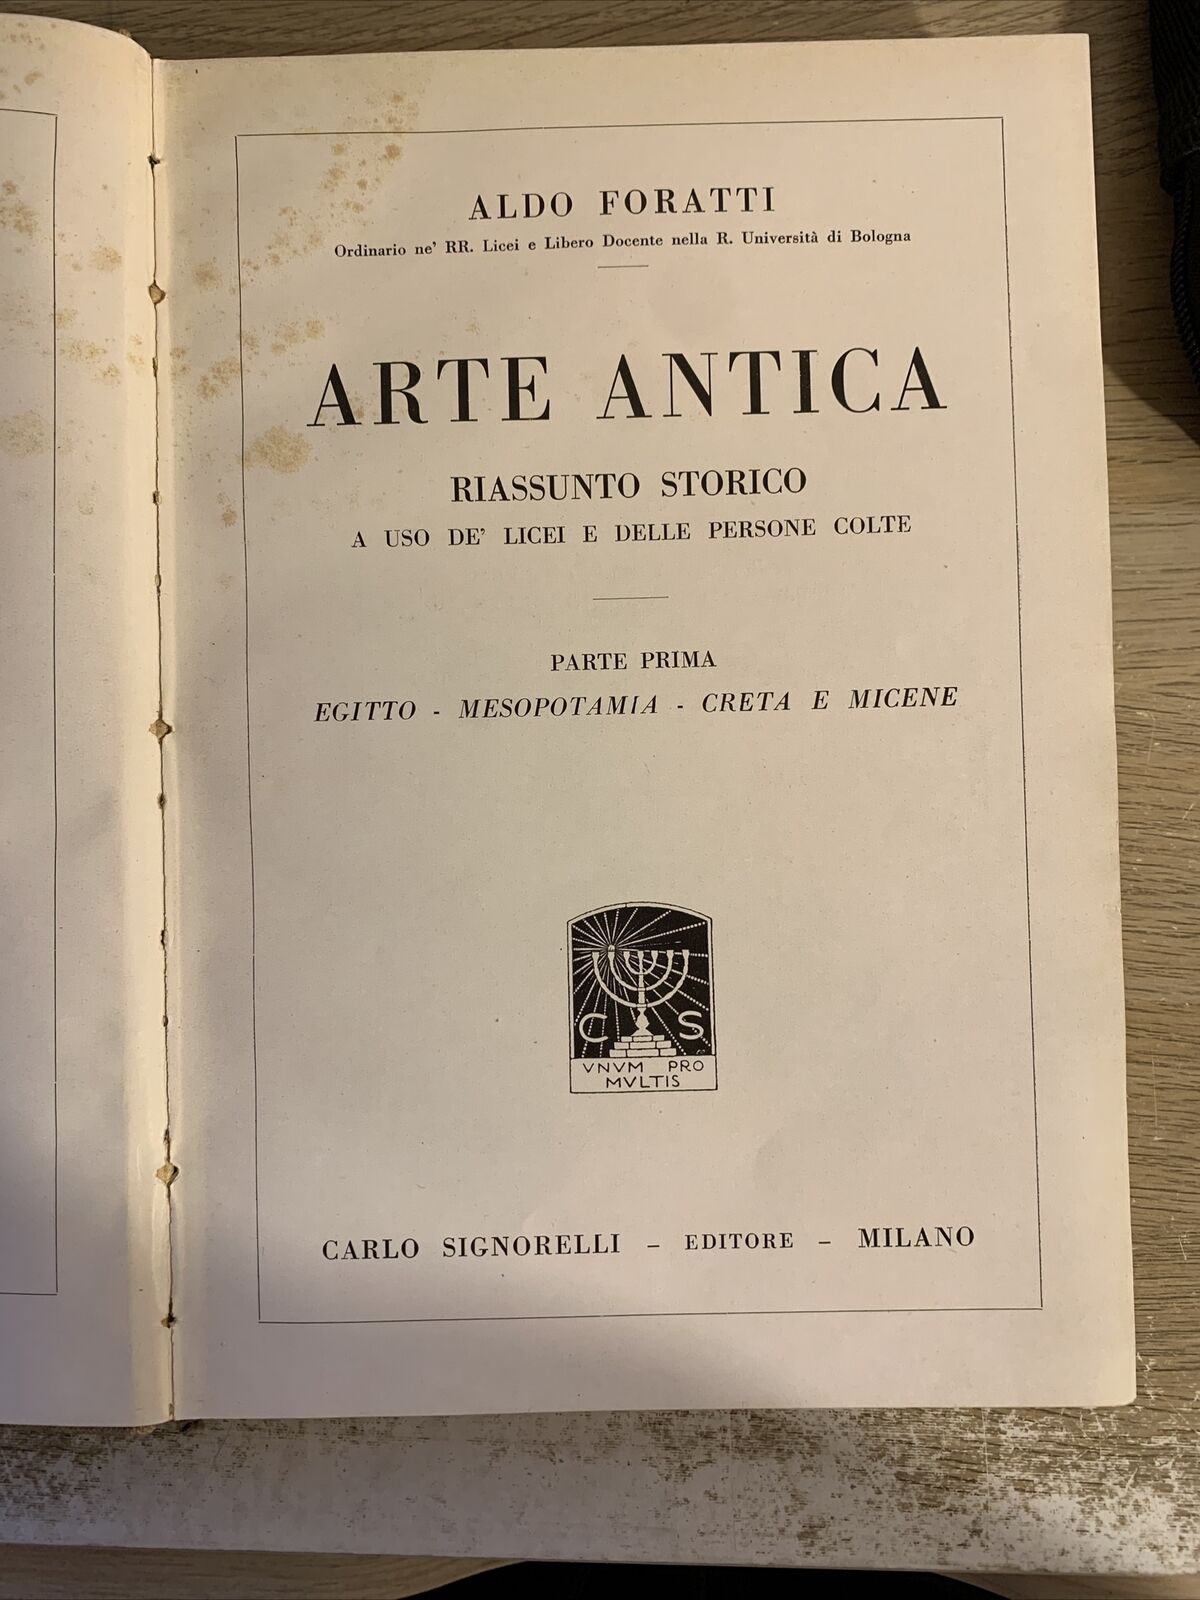 ALDO FORATTI
Ordinario ne' RR. Licei e Libero Docente nella R. Università di Bologna
ARTE ANTICA
RIASSUNTO STORICO
A USO DE' LICEI E DELLE PERSONE COLTE
PARTE PRIMA
EGITTO - MESOPOTAMIA - CRETA E MICENE
C S
VNVM PRO
MVLTIS
CARLO SIGNORELLI - EDITORE - MILANO